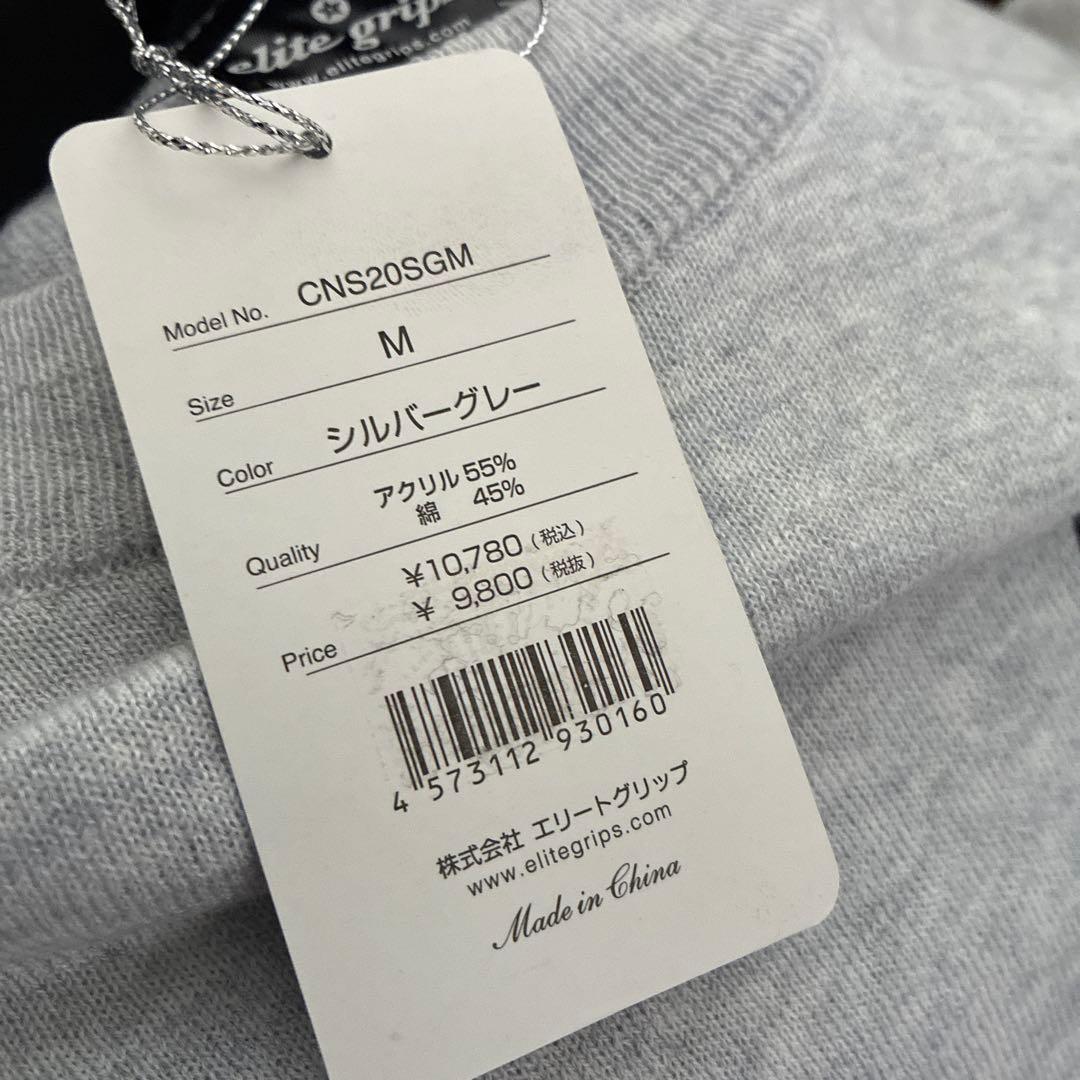 elite grips
www.elitegrips.com
Model No. CNS20SGM
Size M
Color シルバーグレー
Quality アクリル 55%
綿 45%
¥10,780 (税込)
Price ¥ 9,800 (税抜)
4 573112 930160
株式会社 エリートグリップ
www.elitegrips.com
Made in China